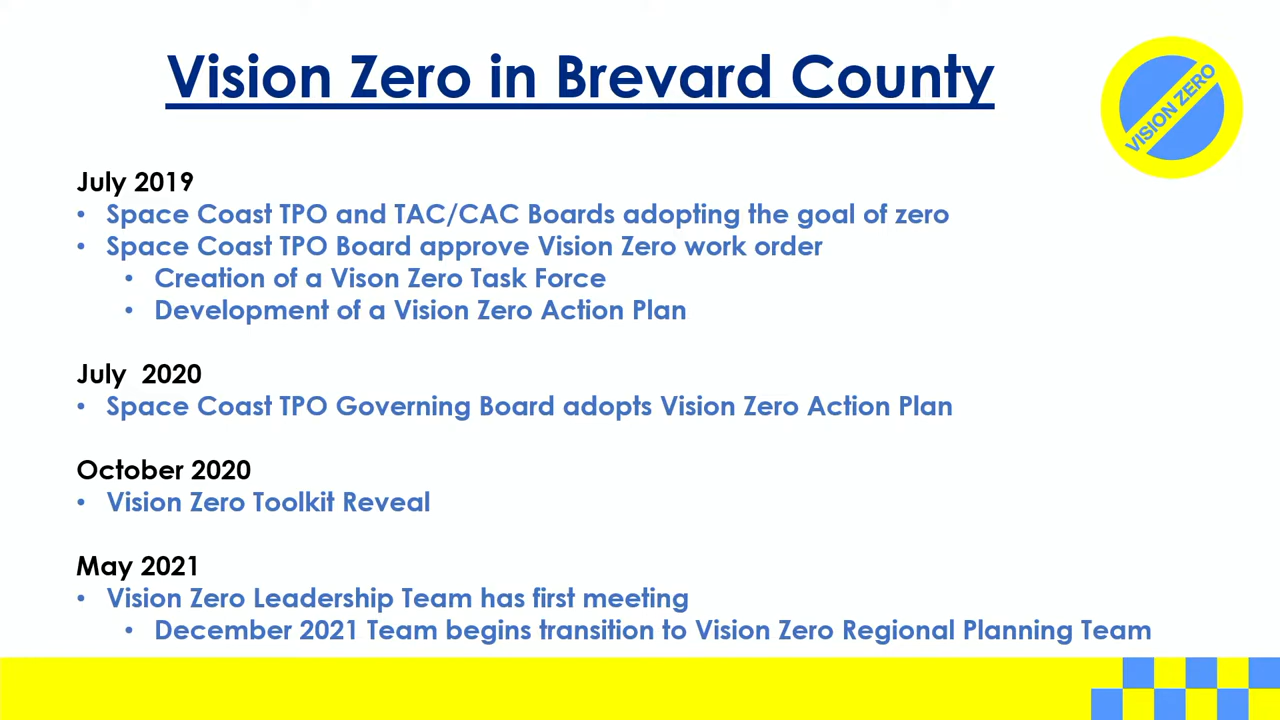 Vision Zero in Brevard County
VISION ZERO
July 2019
• Space Coast TPO and TAC/CAC Boards adopting the goal of zero
• Space Coast TPO Board approve Vision Zero work order
• Creation of a Vison Zero Task Force
• Development of a Vision Zero Action Plan
July  2020
• Space Coast TPO Governing Board adopts Vision Zero Action Plan
October 2020
• Vision Zero Toolkit Reveal
May 2021
• Vision Zero Leadership Team has first meeting
• December 2021 Team begins transition to Vision Zero Regional Planning Team